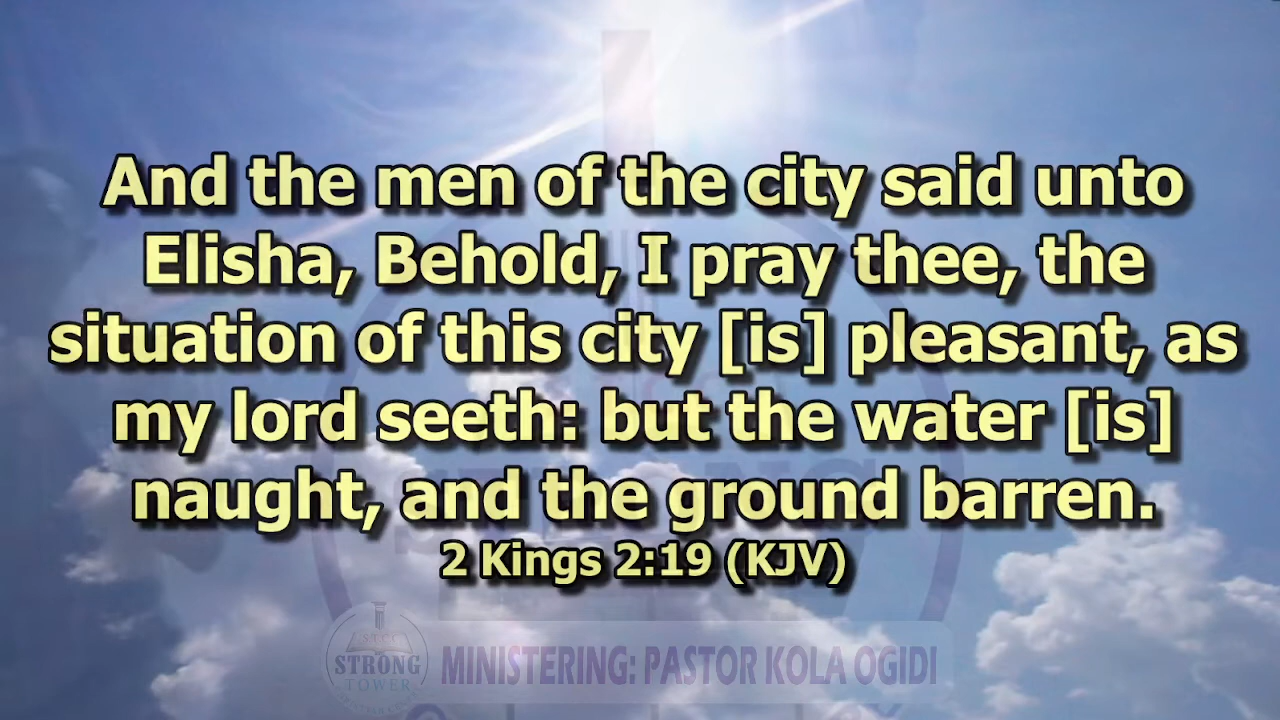 And the men of the city said unto
Elisha, Behold, I pray thee, the
situation of this city [is] pleasant, as
my lord seeth: but the water [is]
naught, and the ground barren.
2 Kings 2:19 (KJV)
STRONG
TOWER
MINISTERING: PASTOR KOLA OGIDI